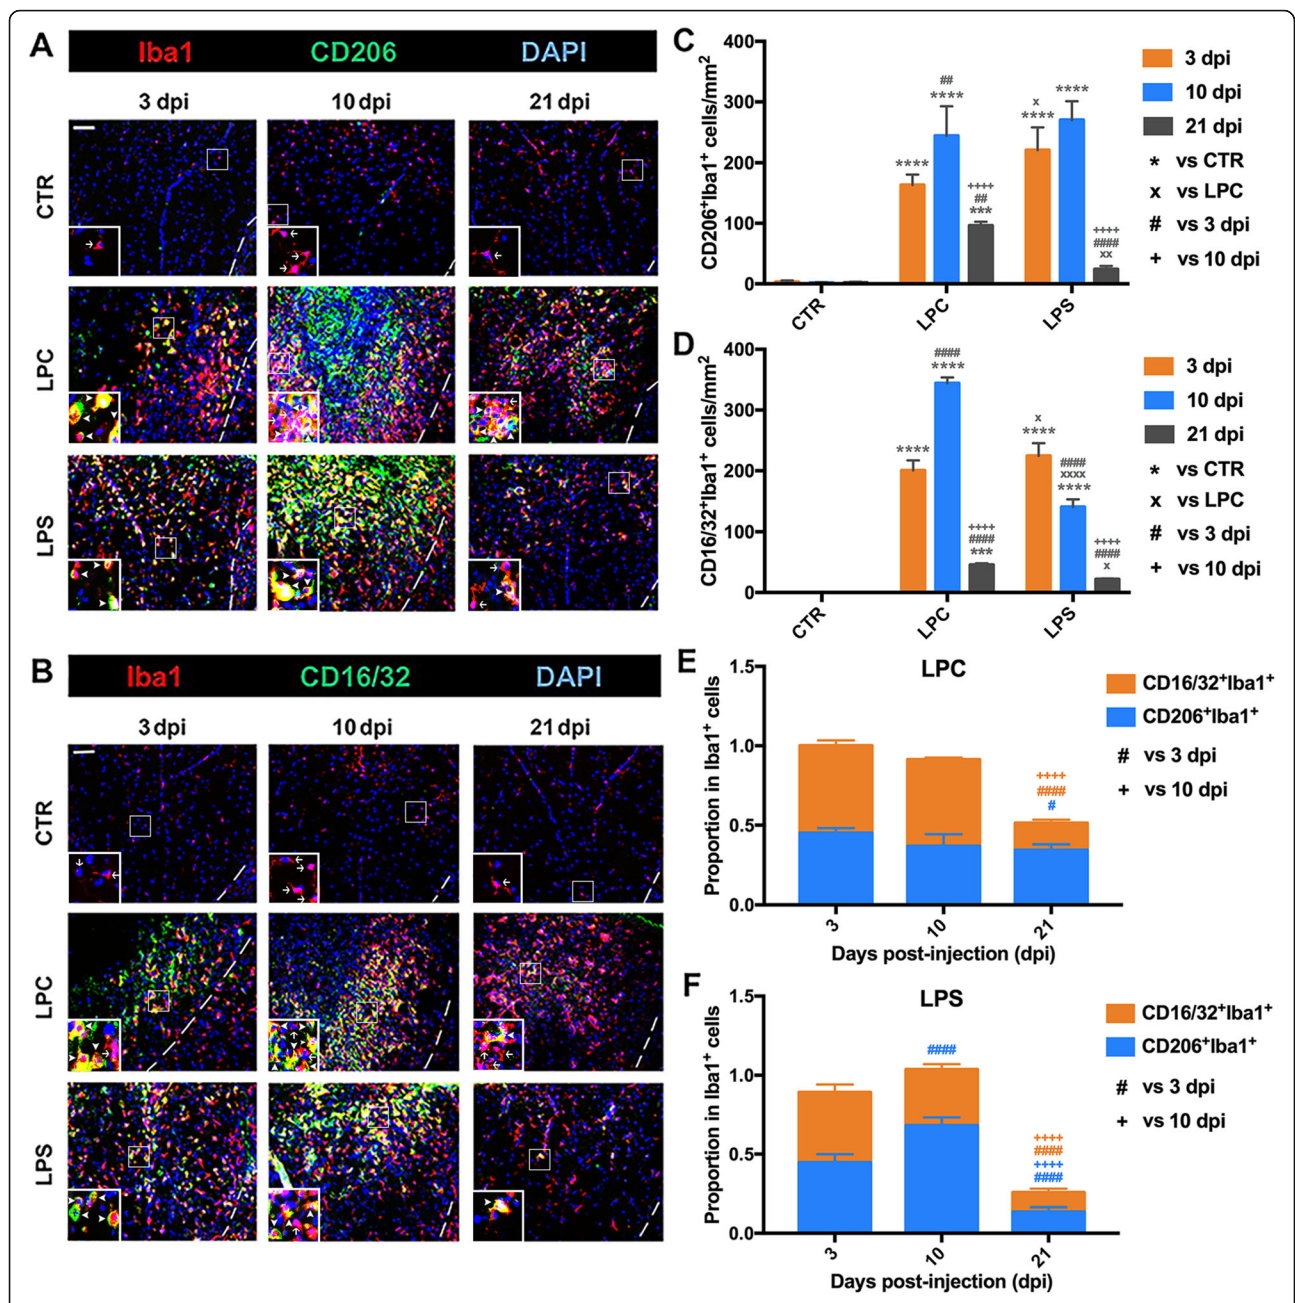 A
Iba1 CD206 DAPI
3 dpi 10 dpi 21 dpi
CTR
LPC
LPS
B
Iba1 CD16/32 DAPI
3 dpi 10 dpi 21 dpi
CTR
LPC
LPS
C
CD206+Iba1+ cells/mm²
400
300
200
100
0
**** 
##
****
++++
##
***
x
****
****
++++
####
xx
CTR LPC LPS
3 dpi
10 dpi
21 dpi
* vs CTR
x vs LPC
# vs 3 dpi
+ vs 10 dpi
D
CD16/32+Iba1+ cells/mm²
400
300
200
100
0
****
####
****
++++
####
***
x
****
####
xxxx
****
++++
####
x
CTR LPC LPS
3 dpi
10 dpi
21 dpi
* vs CTR
x vs LPC
# vs 3 dpi
+ vs 10 dpi
E
LPC
Proportion in Iba1+ cells
1.5
1.0
0.5
0.0
++++
####
#
3 10 21
Days post-injection (dpi)
CD16/32+Iba1+
CD206+Iba1+
# vs 3 dpi
+ vs 10 dpi
F
LPS
Proportion in Iba1+ cells
1.5
1.0
0.5
0.0
####
++++
####
++++
####
3 10 21
Days post-injection (dpi)
CD16/32+Iba1+
CD206+Iba1+
# vs 3 dpi
+ vs 10 dpi